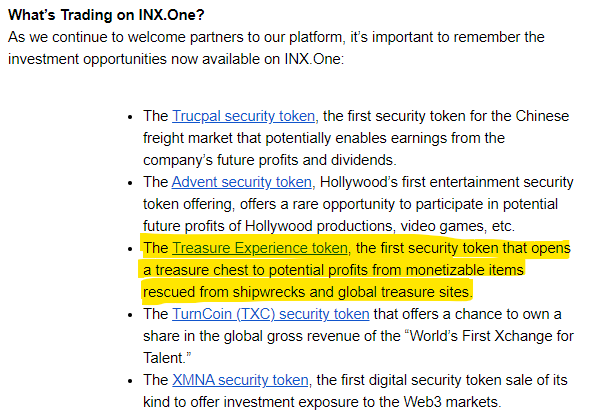 What’s Trading on INX.One?
As we continue to welcome partners to our platform, it’s important to remember the
investment opportunities now available on INX.One:
• The Trucpal security token, the first security token for the Chinese
freight market that potentially enables earnings from the
company’s future profits and dividends.
• The Advent security token, Hollywood’s first entertainment security
token offering, offers a rare opportunity to participate in potential
future profits of Hollywood productions, video games, etc.
• The Treasure Experience token, the first security token that opens
a treasure chest to potential profits from monetizable items
rescued from shipwrecks and global treasure sites.
• The TurnCoin (TXC) security token that offers a chance to own a
share in the global gross revenue of the “World’s First Xchange for
Talent.”
• The XMNA security token, the first digital security token sale of its
kind to offer investment exposure to the Web3 markets.